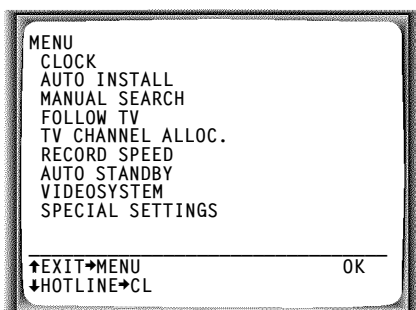 MENU
CLOCK
AUTO INSTALL
MANUAL SEARCH
FOLLOW TV
TV CHANNEL ALLOC.
RECORD SPEED
AUTO STANDBY
VIDEOSYSTEM
SPECIAL SETTINGS
↑EXIT→MENU OK
↓HOTLINE→CL